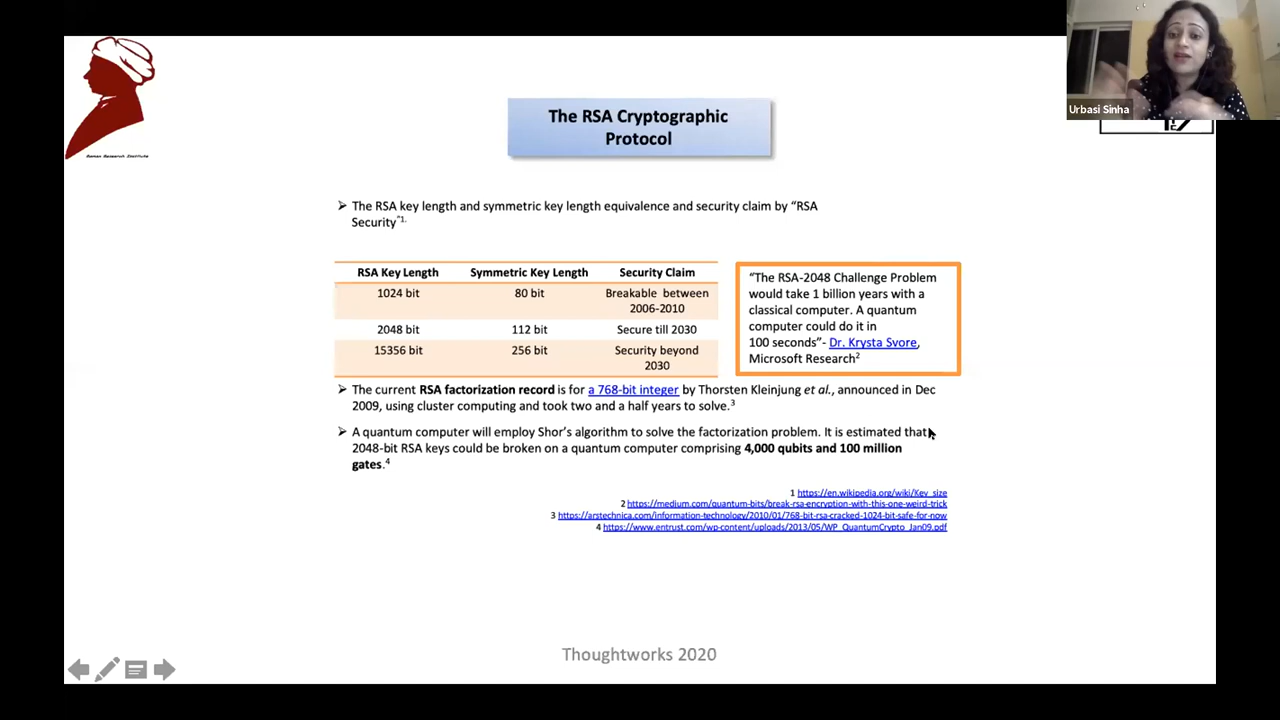 Urbasi Sinha
Raman Research Institute
The RSA Cryptographic
Protocol
➢ The RSA key length and symmetric key length equivalence and security claim by “RSA
Security”1.
RSA Key Length Symmetric Key Length Security Claim
1024 bit 80 bit Breakable between
2006-2010
2048 bit 112 bit Secure till 2030
15356 bit 256 bit Security beyond
2030
“The RSA-2048 Challenge Problem
would take 1 billion years with a
classical computer. A quantum
computer could do it in
100 seconds”- Dr. Krysta Svore,
Microsoft Research2
➢ The current RSA factorization record is for a 768-bit integer by Thorsten Kleinjung et al., announced in Dec
2009, using cluster computing and took two and a half years to solve.3
➢ A quantum computer will employ Shor’s algorithm to solve the factorization problem. It is estimated that
2048-bit RSA keys could be broken on a quantum computer comprising 4,000 qubits and 100 million
gates.4
1 https://en.wikipedia.org/wiki/Key_size
2 https://medium.com/quantum-bits/break-rsa-encryption-with-this-one-weird-trick
3 https://arstechnica.com/information-technology/2010/01/768-bit-rsa-cracked-1024-bit-safe-for-now
4 https://www.entrust.com/wp-content/uploads/2013/05/WP_QuantumCrypto_Jan09.pdf
Thoughtworks 2020